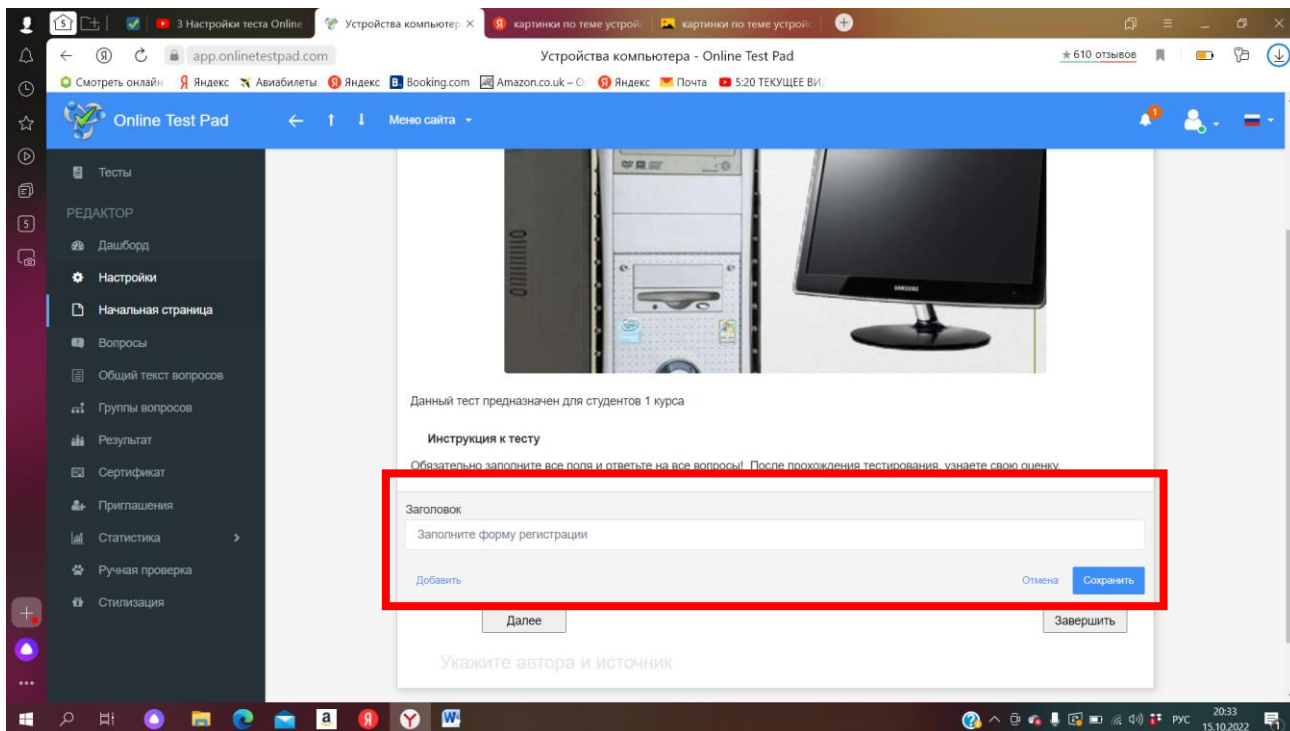 3 Настройки теста Online
Устройства компьютер
картинки по теме устройс
картинки по теме устройс
app.onlinetestpad.com
Устройства компьютера - Online Test Pad
★ 610 отзывов
Смотреть онлайн
Яндекс
Авиабилеты
Яндекс
Booking.com
Amazon.co.uk – О
Яндекс
Почта
5:20 ТЕКУЩЕЕ ВИ
Online Test Pad
Меню сайта
1
Тесты
РЕДАКТОР
Дашборд
Настройки
Начальная страница
Вопросы
Общий текст вопросов
Группы вопросов
Результат
Сертификат
Приглашения
Статистика
Ручная проверка
Стилизация
SAMSUNG
Данный тест предназначен для студентов 1 курса
Инструкция к тесту
Обязательно заполните все поля и ответьте на все вопросы! После прохождения тестирования, узнаете свою оценку.
Заголовок
Заполните форму регистрации
Добавить
Отмена
Сохранить
Далее
Завершить
Укажите автора и источник
РУС
20:33
15.10.2022